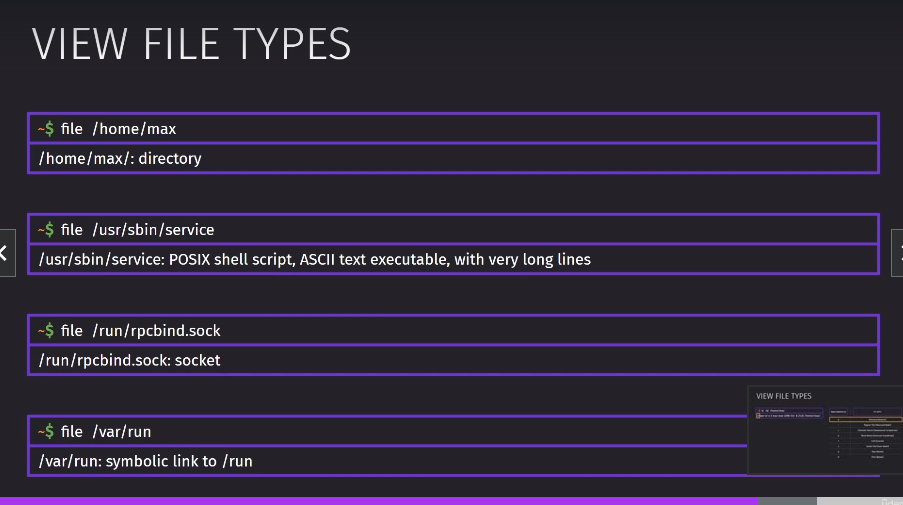 VIEW FILE TYPES
~$ file /home/max
/home/max/: directory
~$ file /usr/sbin/service
/usr/sbin/service: POSIX shell script, ASCII text executable, with very long lines
~$ file /run/rpcbind.sock
/run/rpcbind.sock: socket
~$ file /var/run
/var/run: symbolic link to /run
VIEW FILE TYPES